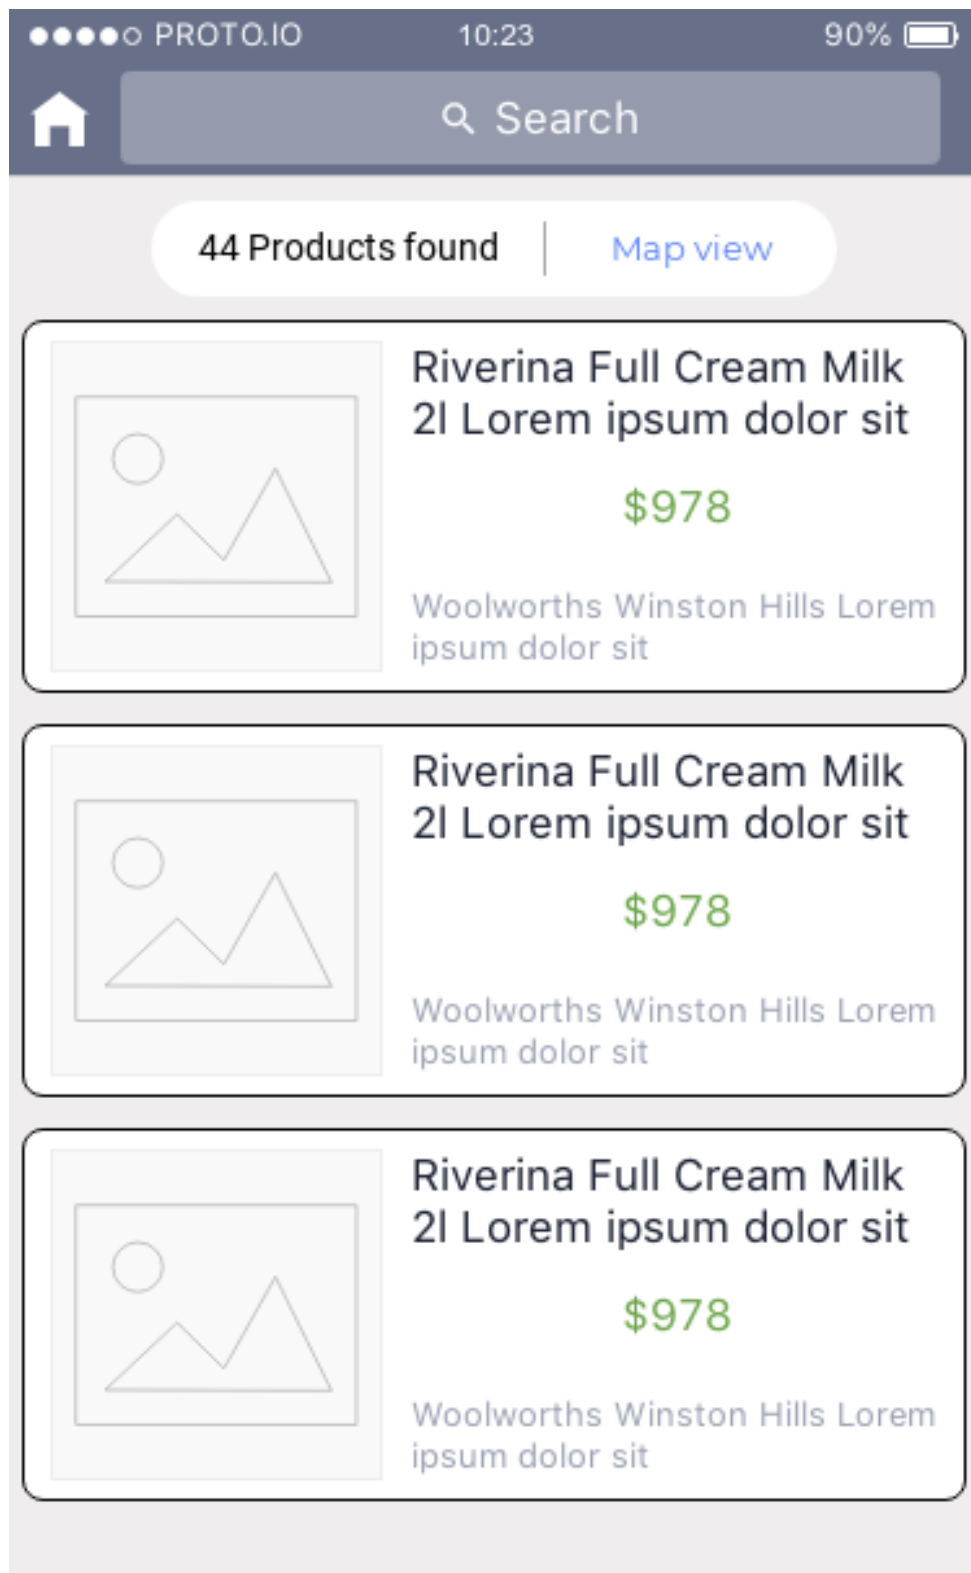 PROTO.IO 10:23 90%
Search
44 Products found Map view
Riverina Full Cream Milk
2l Lorem ipsum dolor sit
$978
Woolworths Winston Hills Lorem
ipsum dolor sit
Riverina Full Cream Milk
2l Lorem ipsum dolor sit
$978
Woolworths Winston Hills Lorem
ipsum dolor sit
Riverina Full Cream Milk
2l Lorem ipsum dolor sit
$978
Woolworths Winston Hills Lorem
ipsum dolor sit